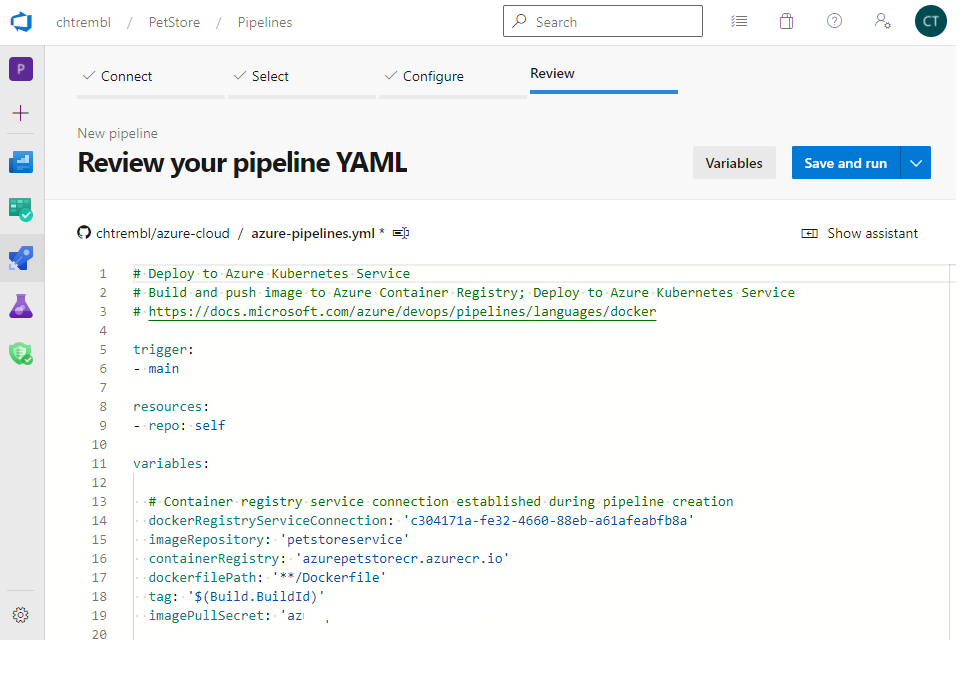 chtrembl / PetStore / Pipelines
Search
CT
P
Connect
Select
Configure
Review
New pipeline
Review your pipeline YAML
Variables
Save and run
chtrembl/azure-cloud / azure-pipelines.yml *
Show assistant
1 # Deploy to Azure Kubernetes Service
2 # Build and push image to Azure Container Registry; Deploy to Azure Kubernetes Service
3 # https://docs.microsoft.com/azure/devops/pipelines/languages/docker
4
5 trigger:
6 - main
7
8 resources:
9 - repo: self
10
11 variables:
12
13 # Container registry service connection established during pipeline creation
14 dockerRegistryServiceConnection: 'c304171a-fe32-4660-88eb-a61afeabfb8a'
15 imageRepository: 'petstoreservice'
16 containerRegistry: 'azurepetstorecr.azurecr.io'
17 dockerfilePath: '**/Dockerfile'
18 tag: '$(Build.BuildId)'
19 imagePullSecret: 'az
20